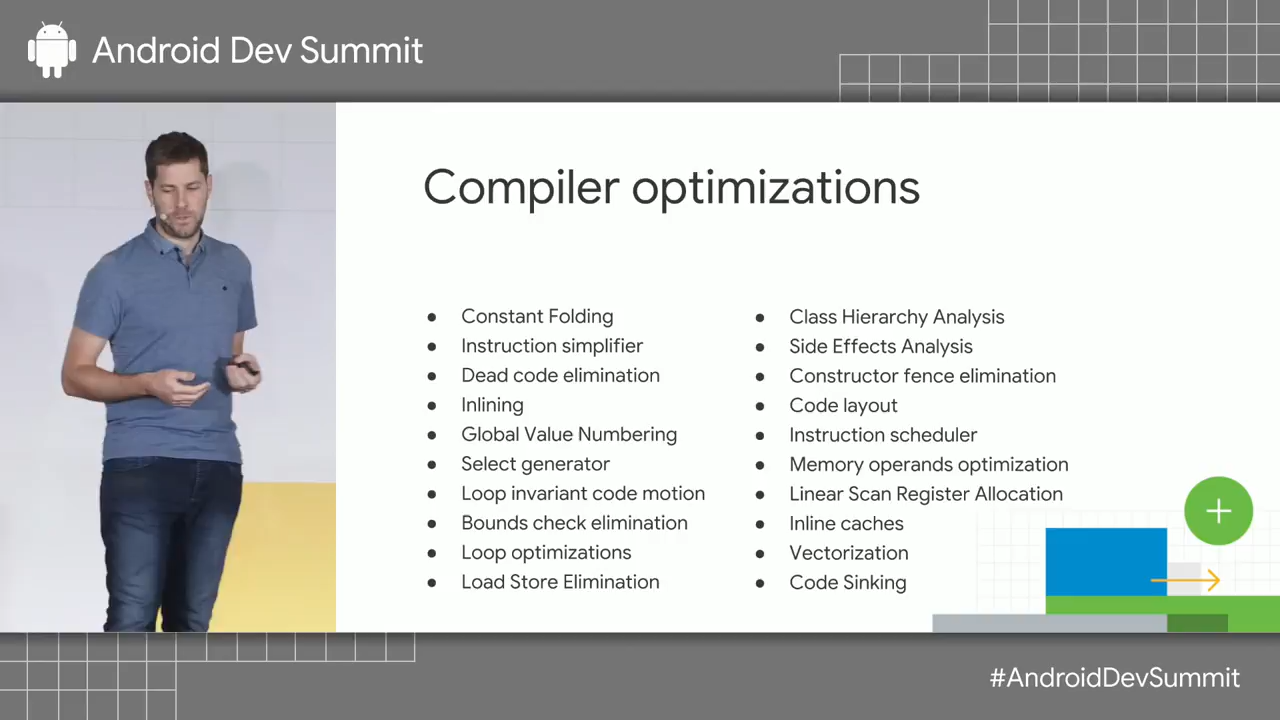 Android Dev Summit
Compiler optimizations
Constant Folding
Instruction simplifier
Dead code elimination
Inlining
Global Value Numbering
Select generator
Loop invariant code motion
Bounds check elimination
Loop optimizations
Load Store Elimination
Class Hierarchy Analysis
Side Effects Analysis
Constructor fence elimination
Code layout
Instruction scheduler
Memory operands optimization
Linear Scan Register Allocation
Inline caches
Vectorization
Code Sinking
#AndroidDevSummit